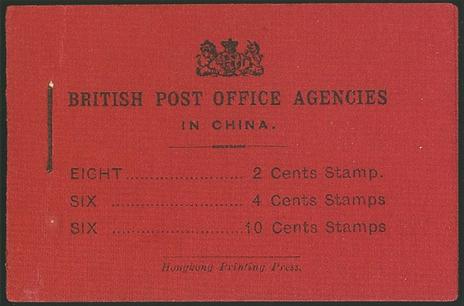 BRITISH POST OFFICE AGENCIES
IN CHINA.
EIGHT...................... 2 Cents Stamp.
SIX ...................... 4 Cents Stamps
SIX ......................10 Cents Stamps
Hongkong Printing Press.